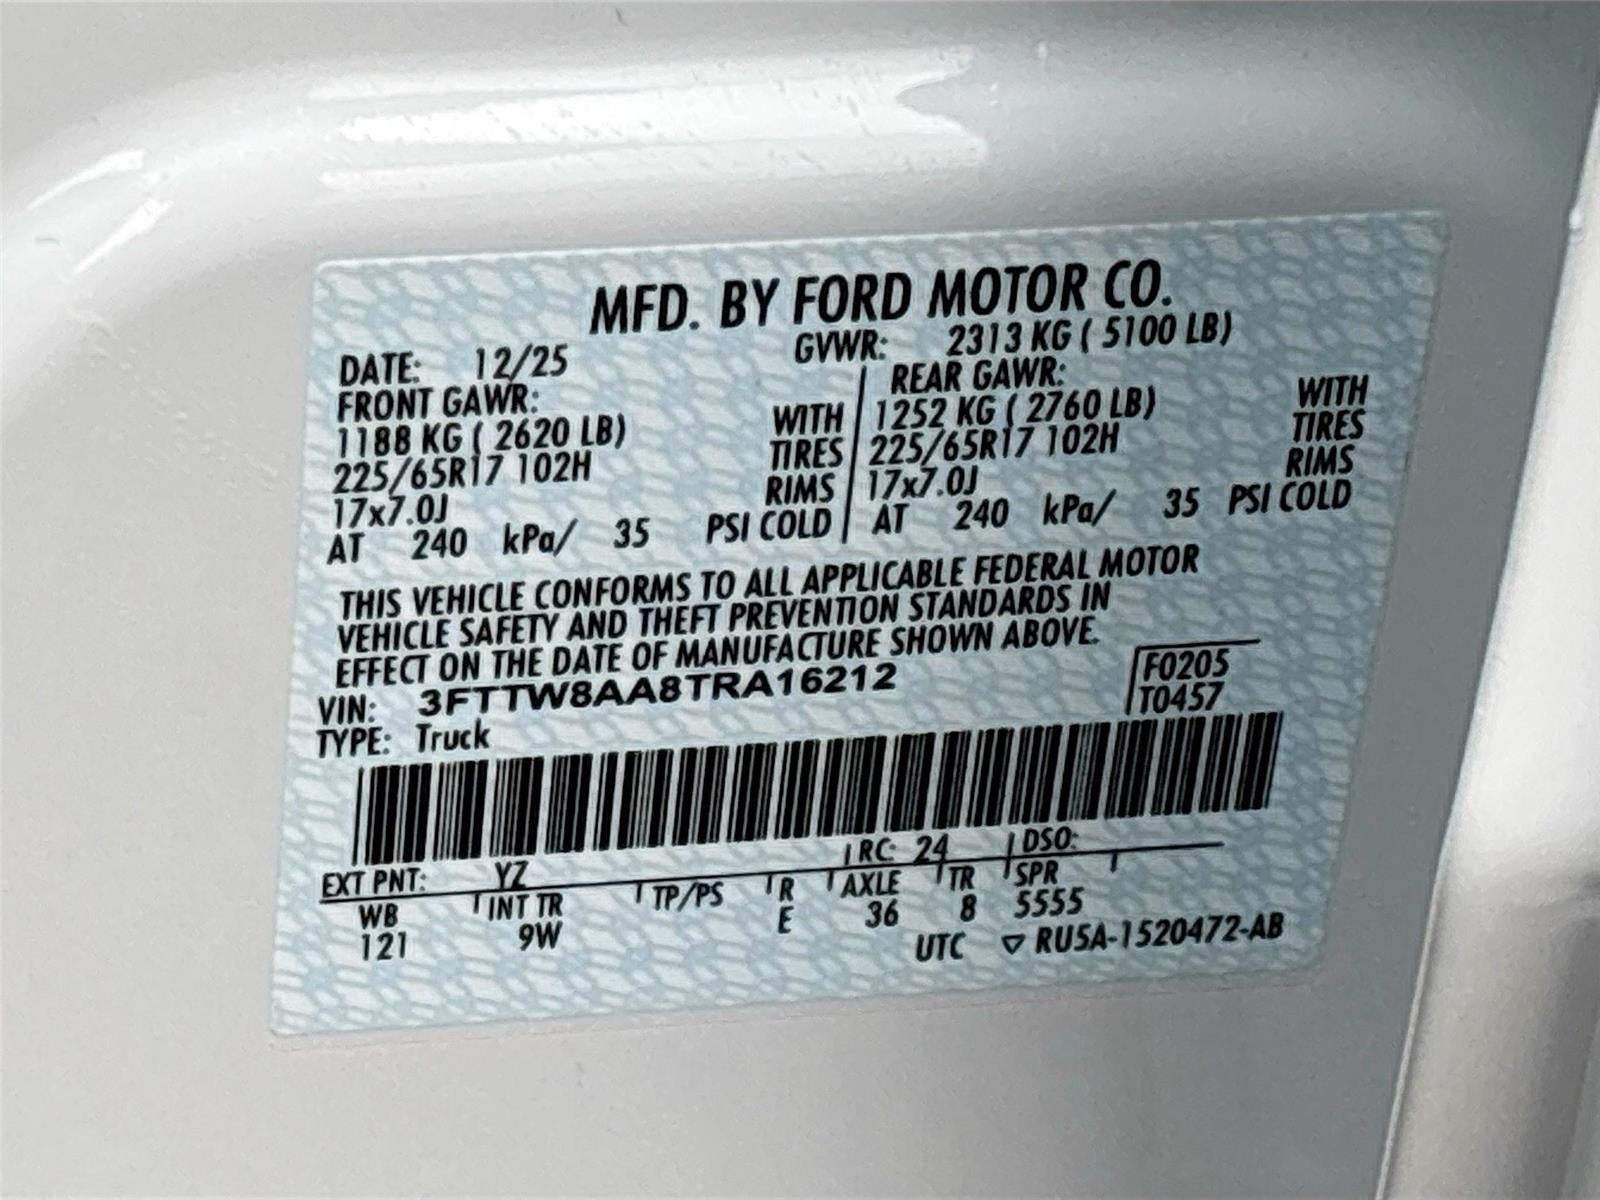 MFD. BY FORD MOTOR CO.
DATE: 12/25 GVWR: 2313 KG ( 5100 LB)
FRONT GAWR: REAR GAWR:
1188 KG ( 2620 LB) WITH 1252 KG ( 2760 LB) WITH
225/65R17 102H TIRES 225/65R17 102H TIRES
17x7.0J RIMS 17x7.0J RIMS
AT 240 kPa/ 35 PSI COLD AT 240 kPa/ 35 PSI COLD
THIS VEHICLE CONFORMS TO ALL APPLICABLE FEDERAL MOTOR
VEHICLE SAFETY AND THEFT PREVENTION STANDARDS IN
EFFECT ON THE DATE OF MANUFACTURE SHOWN ABOVE.
VIN: 3FTTW8AA8TRA16212 F0205
TYPE: Truck T0457
EXT PNT: YZ RC: 24 DSO:
WB INT TR TP/PS R AXLE TR SPR
121 9W E 36 8 5555
UTC ▽ RU5A-1520472-AB